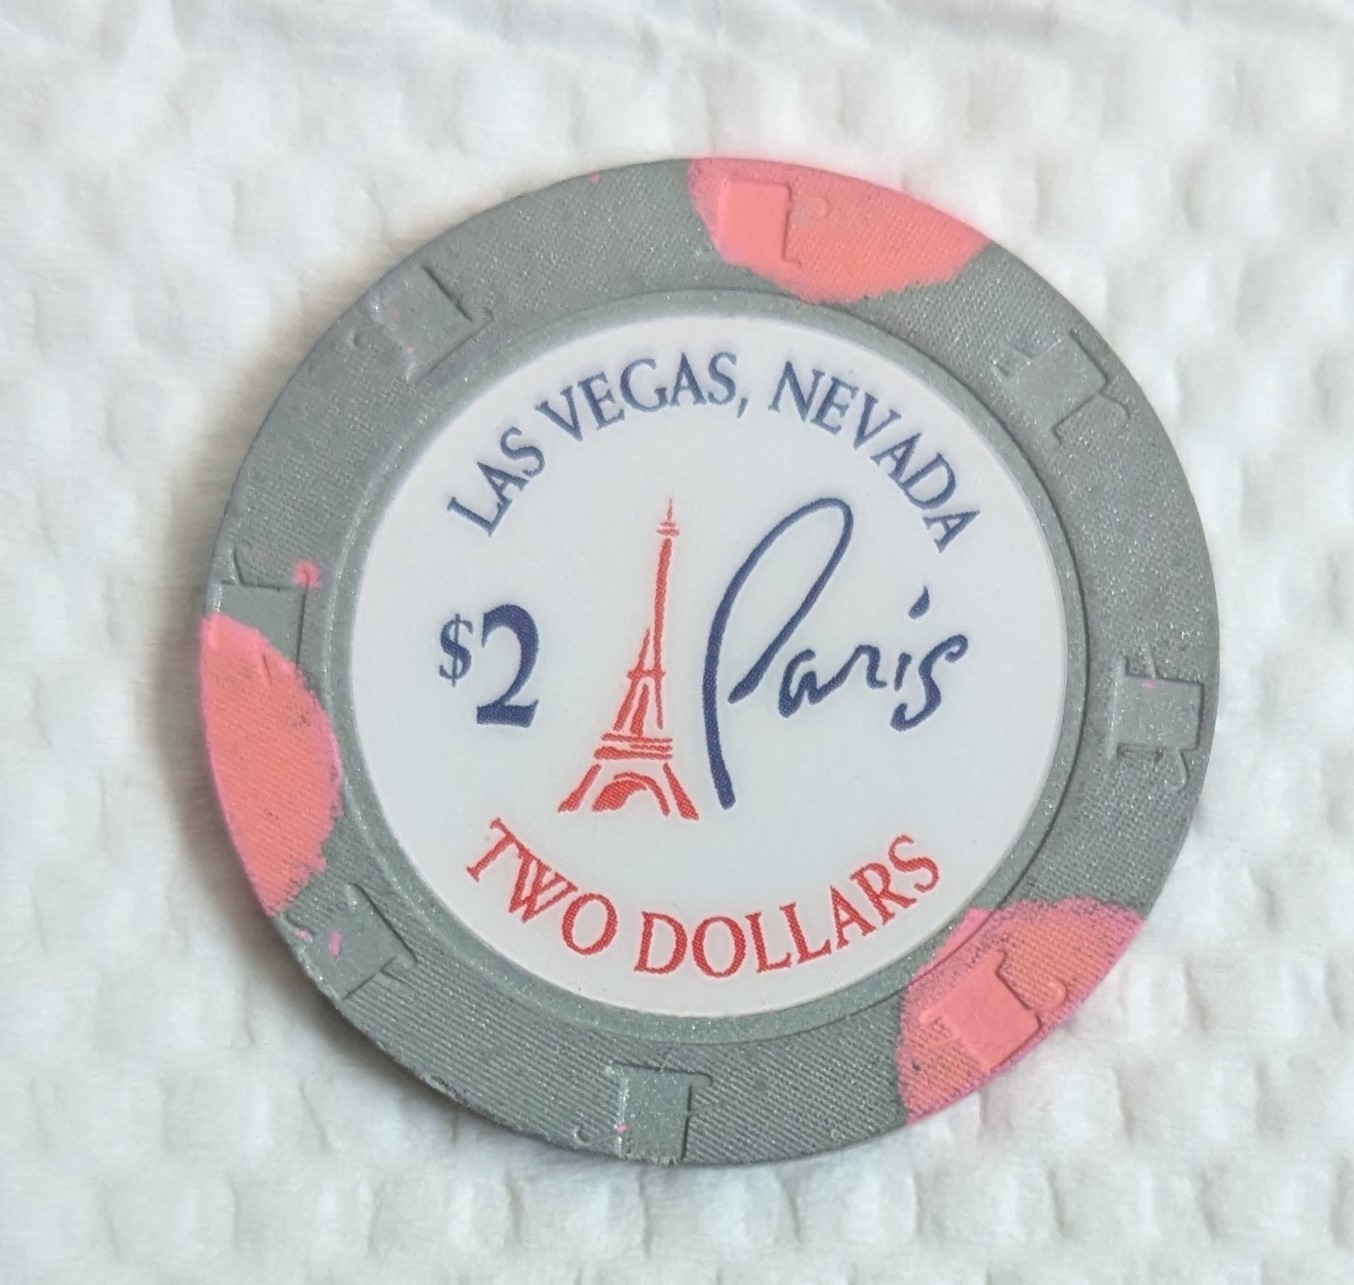 LAS VEGAS, NEVADA
$2
Paris
TWO DOLLARS